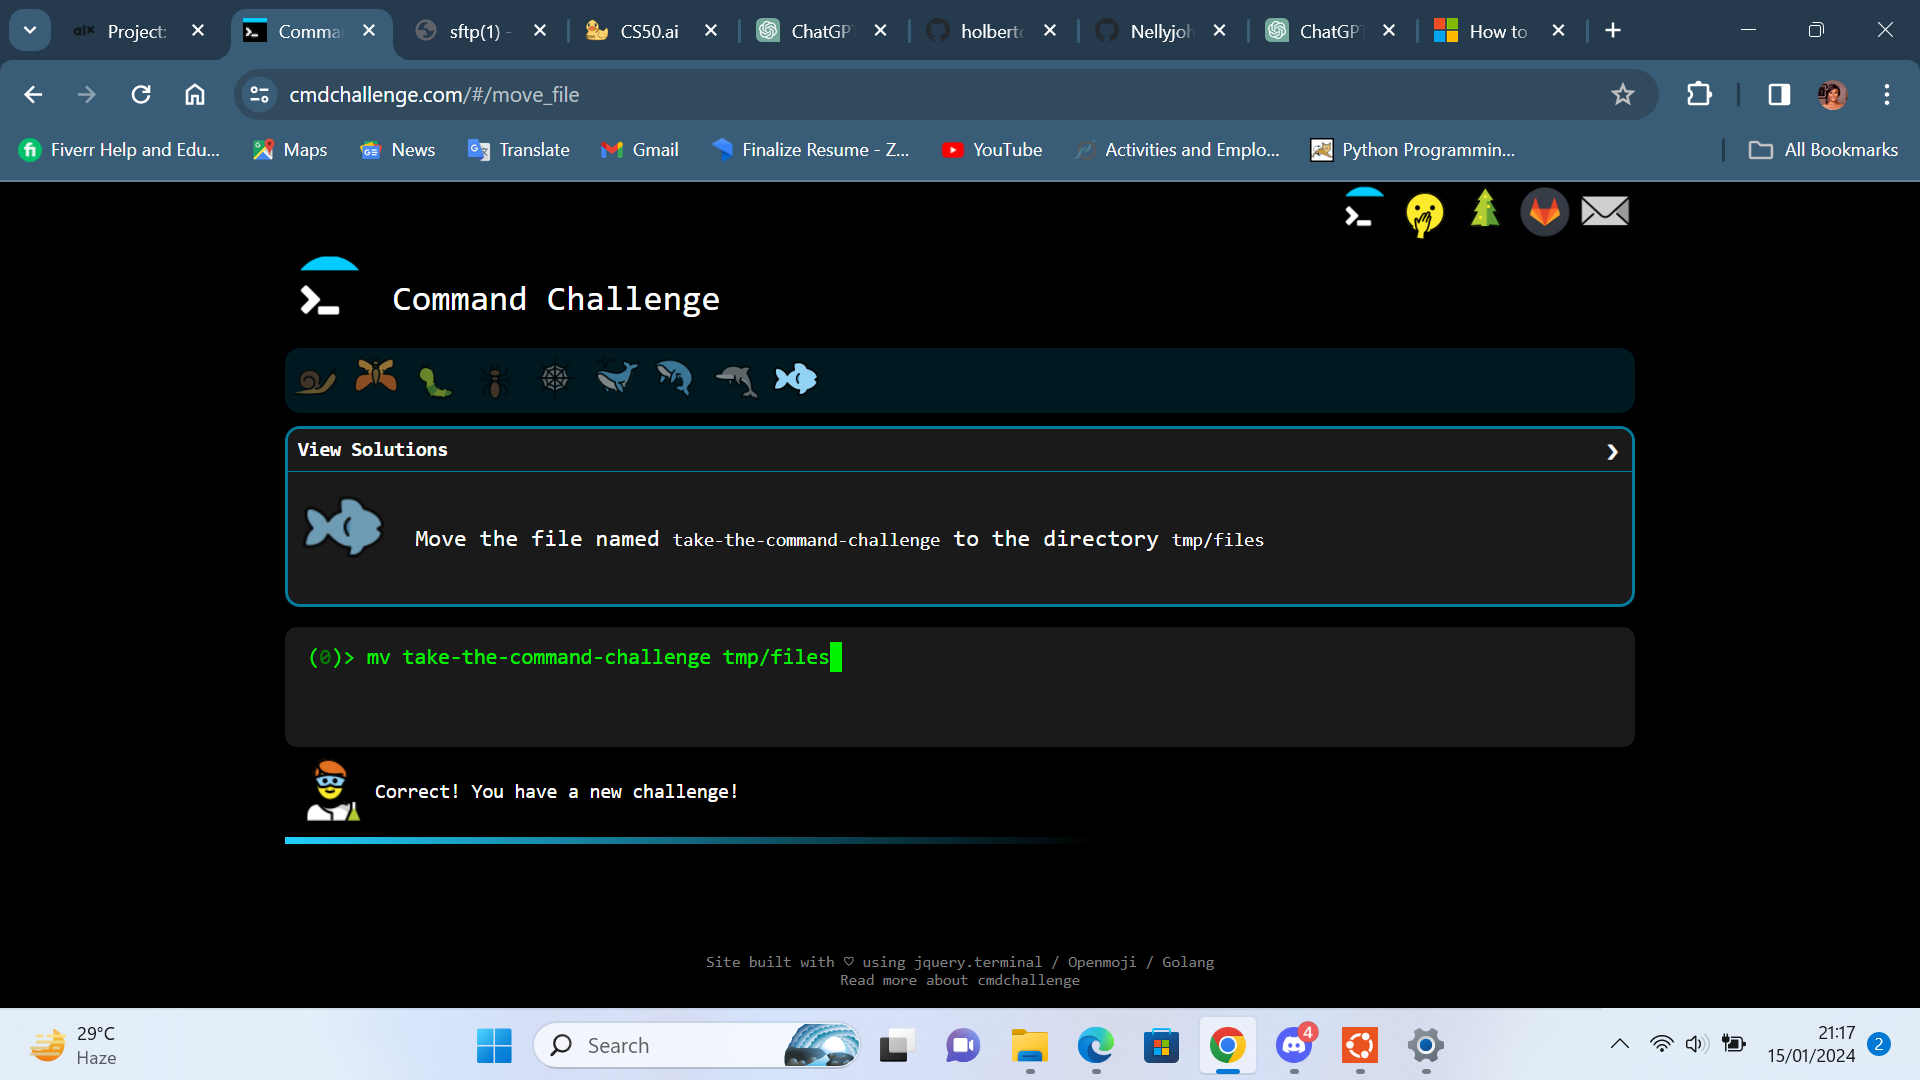 alx Project:
Comma
sftp(1) -
CS50.ai
ChatGPT
holberto
Nellyjoh
ChatGPT
How to
cmdchallenge.com/#/move_file
Fiverr Help and Edu...
Maps
News
Translate
Gmail
Finalize Resume - Z...
YouTube
Activities and Emplo...
Python Programmin...
All Bookmarks
Command Challenge
View Solutions
Move the file named take-the-command-challenge to the directory tmp/files
(0)> mv take-the-command-challenge tmp/files
Correct! You have a new challenge!
Site built with ♡ using jquery.terminal / Openmoji / Golang
Read more about cmdchallenge
29°C
Haze
Search
4
21:17
15/01/2024
2